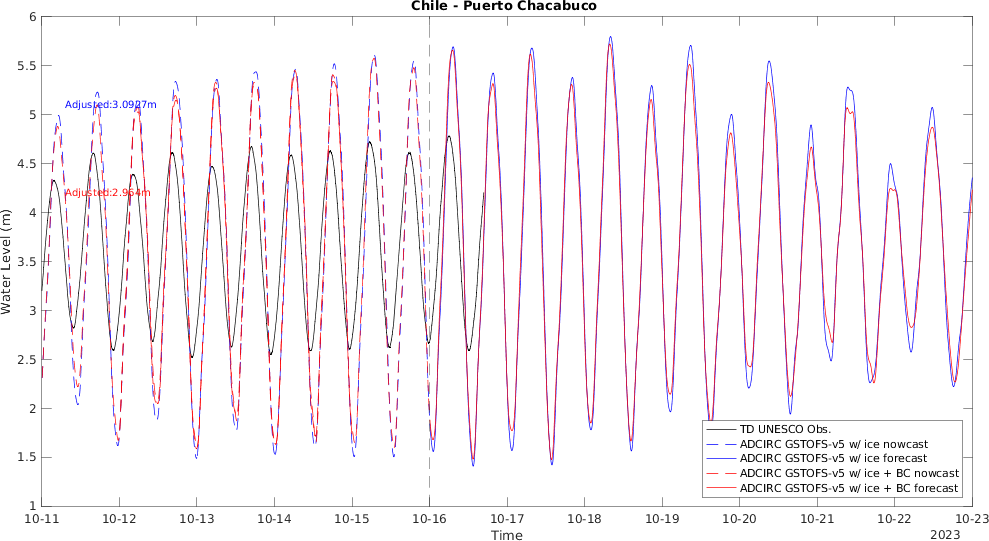 Chile - Puerto Chacabuco
6
5.5
5
4.5
4
3.5
3
2.5
2
1.5
1
Water Level (m)
Adjusted:3.0927m
Adjusted:2.954m
TD UNESCO Obs.
ADCIRC GSTOFS-v5 w/ ice nowcast
ADCIRC GSTOFS-v5 w/ ice forecast
ADCIRC GSTOFS-v5 w/ ice + BC nowcast
ADCIRC GSTOFS-v5 w/ ice + BC forecast
10-11 10-12 10-13 10-14 10-15 10-16 10-17 10-18 10-19 10-20 10-21 10-22 10-23
Time
2023